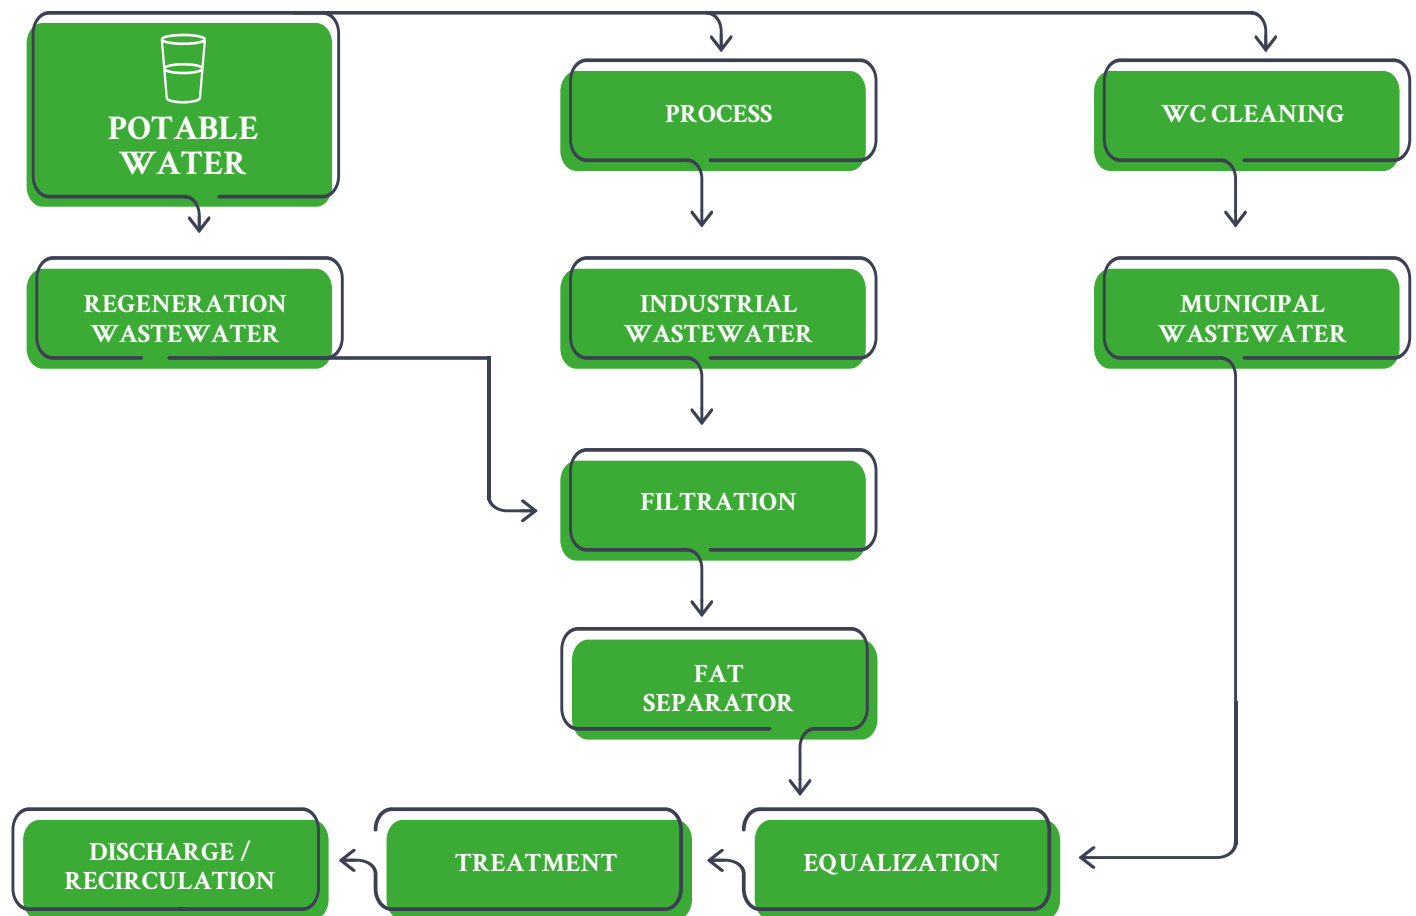 POTABLE
WATER
PROCESS
WC CLEANING
REGENERATION
WASTEWATER
INDUSTRIAL
WASTEWATER
MUNICIPAL
WASTEWATER
FILTRATION
FAT
SEPARATOR
DISCHARGE /
RECIRCULATION
TREATMENT
EQUALIZATION